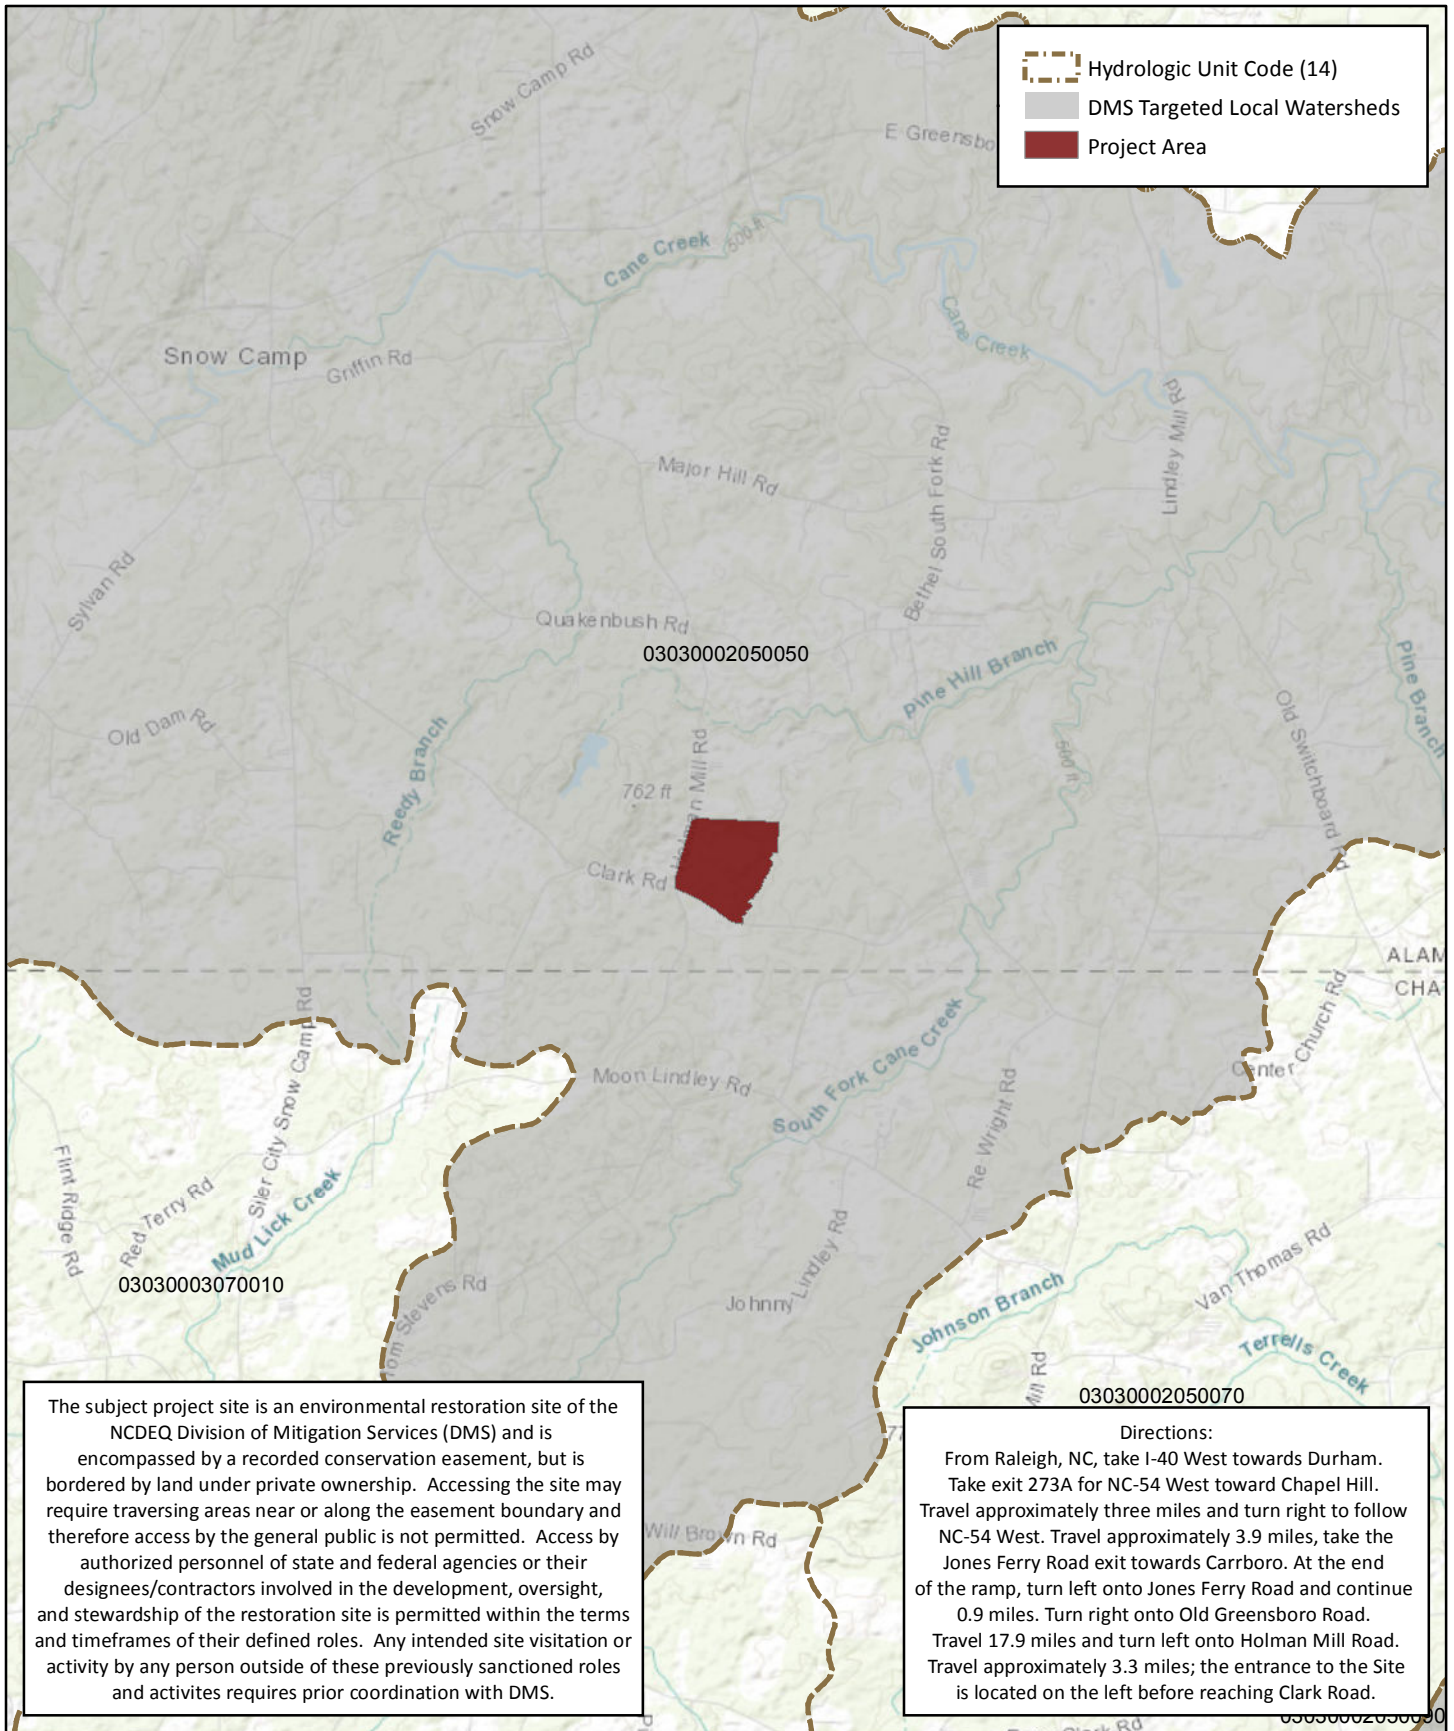 Hydrologic Unit Code (14)
DMS Targeted Local Watersheds
Project Area
Snow Camp Rd
E Greensbo
Cane Creek
500 ft
Cane Creek
Snow Camp
Griffin Rd
Lindley Mill Rd
Major Hill Rd
Bethel South Fork Rd
Sylvan Rd
Quakenbush Rd
03030002050050
Pine Hill Branch
Pine Branch
Old Dam Rd
Reedy Branch
Old Switchboard Rd
500 ft
762 ft
Holman Mill Rd
Clark Rd
ALAM
CHA
Siler City Snow Camp Rd
Center Church Rd
Moon Lindley Rd
South Fork Cane Creek
Re Wright Rd
Flint Ridge Rd
Red Terry Rd
Mud Lick Creek
03030003070010
Stevens Rd
Johnny Lindley Rd
Johnson Branch
Van Thomas Rd
Terrells Creek
Mill Rd
03030002050070
The subject project site is an environmental restoration site of the
NCDEQ Division of Mitigation Services (DMS) and is
encompassed by a recorded conservation easement, but is
bordered by land under private ownership.  Accessing the site may
require traversing areas near or along the easement boundary and
therefore access by the general public is not permitted.  Access by
authorized personnel of state and federal agencies or their
designees/contractors involved in the development, oversight,
and stewardship of the restoration site is permitted within the terms
and timeframes of their defined roles.  Any intended site visitation or
activity by any person outside of these previously sanctioned roles
and activites requires prior coordination with DMS.
Will Brown Rd
Directions:
From Raleigh, NC, take I-40 West towards Durham.
Take exit 273A for NC-54 West toward Chapel Hill.
Travel approximately three miles and turn right to follow
NC-54 West. Travel approximately 3.9 miles, take the
Jones Ferry Road exit towards Carrboro. At the end
of the ramp, turn left onto Jones Ferry Road and continue
0.9 miles. Turn right onto Old Greensboro Road.
Travel 17.9 miles and turn left onto Holman Mill Road.
Travel approximately 3.3 miles; the entrance to the Site
is located on the left before reaching Clark Road.